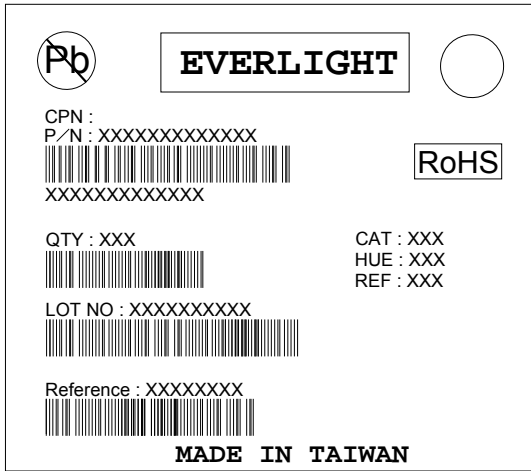 Pb
EVERLIGHT
CPN :
P/N : XXXXXXXXXXXXX
RoHS
XXXXXXXXXXXXX
QTY : XXX
CAT : XXX
HUE : XXX
REF : XXX
LOT NO : XXXXXXXXXX
Reference : XXXXXXXX
MADE IN TAIWAN